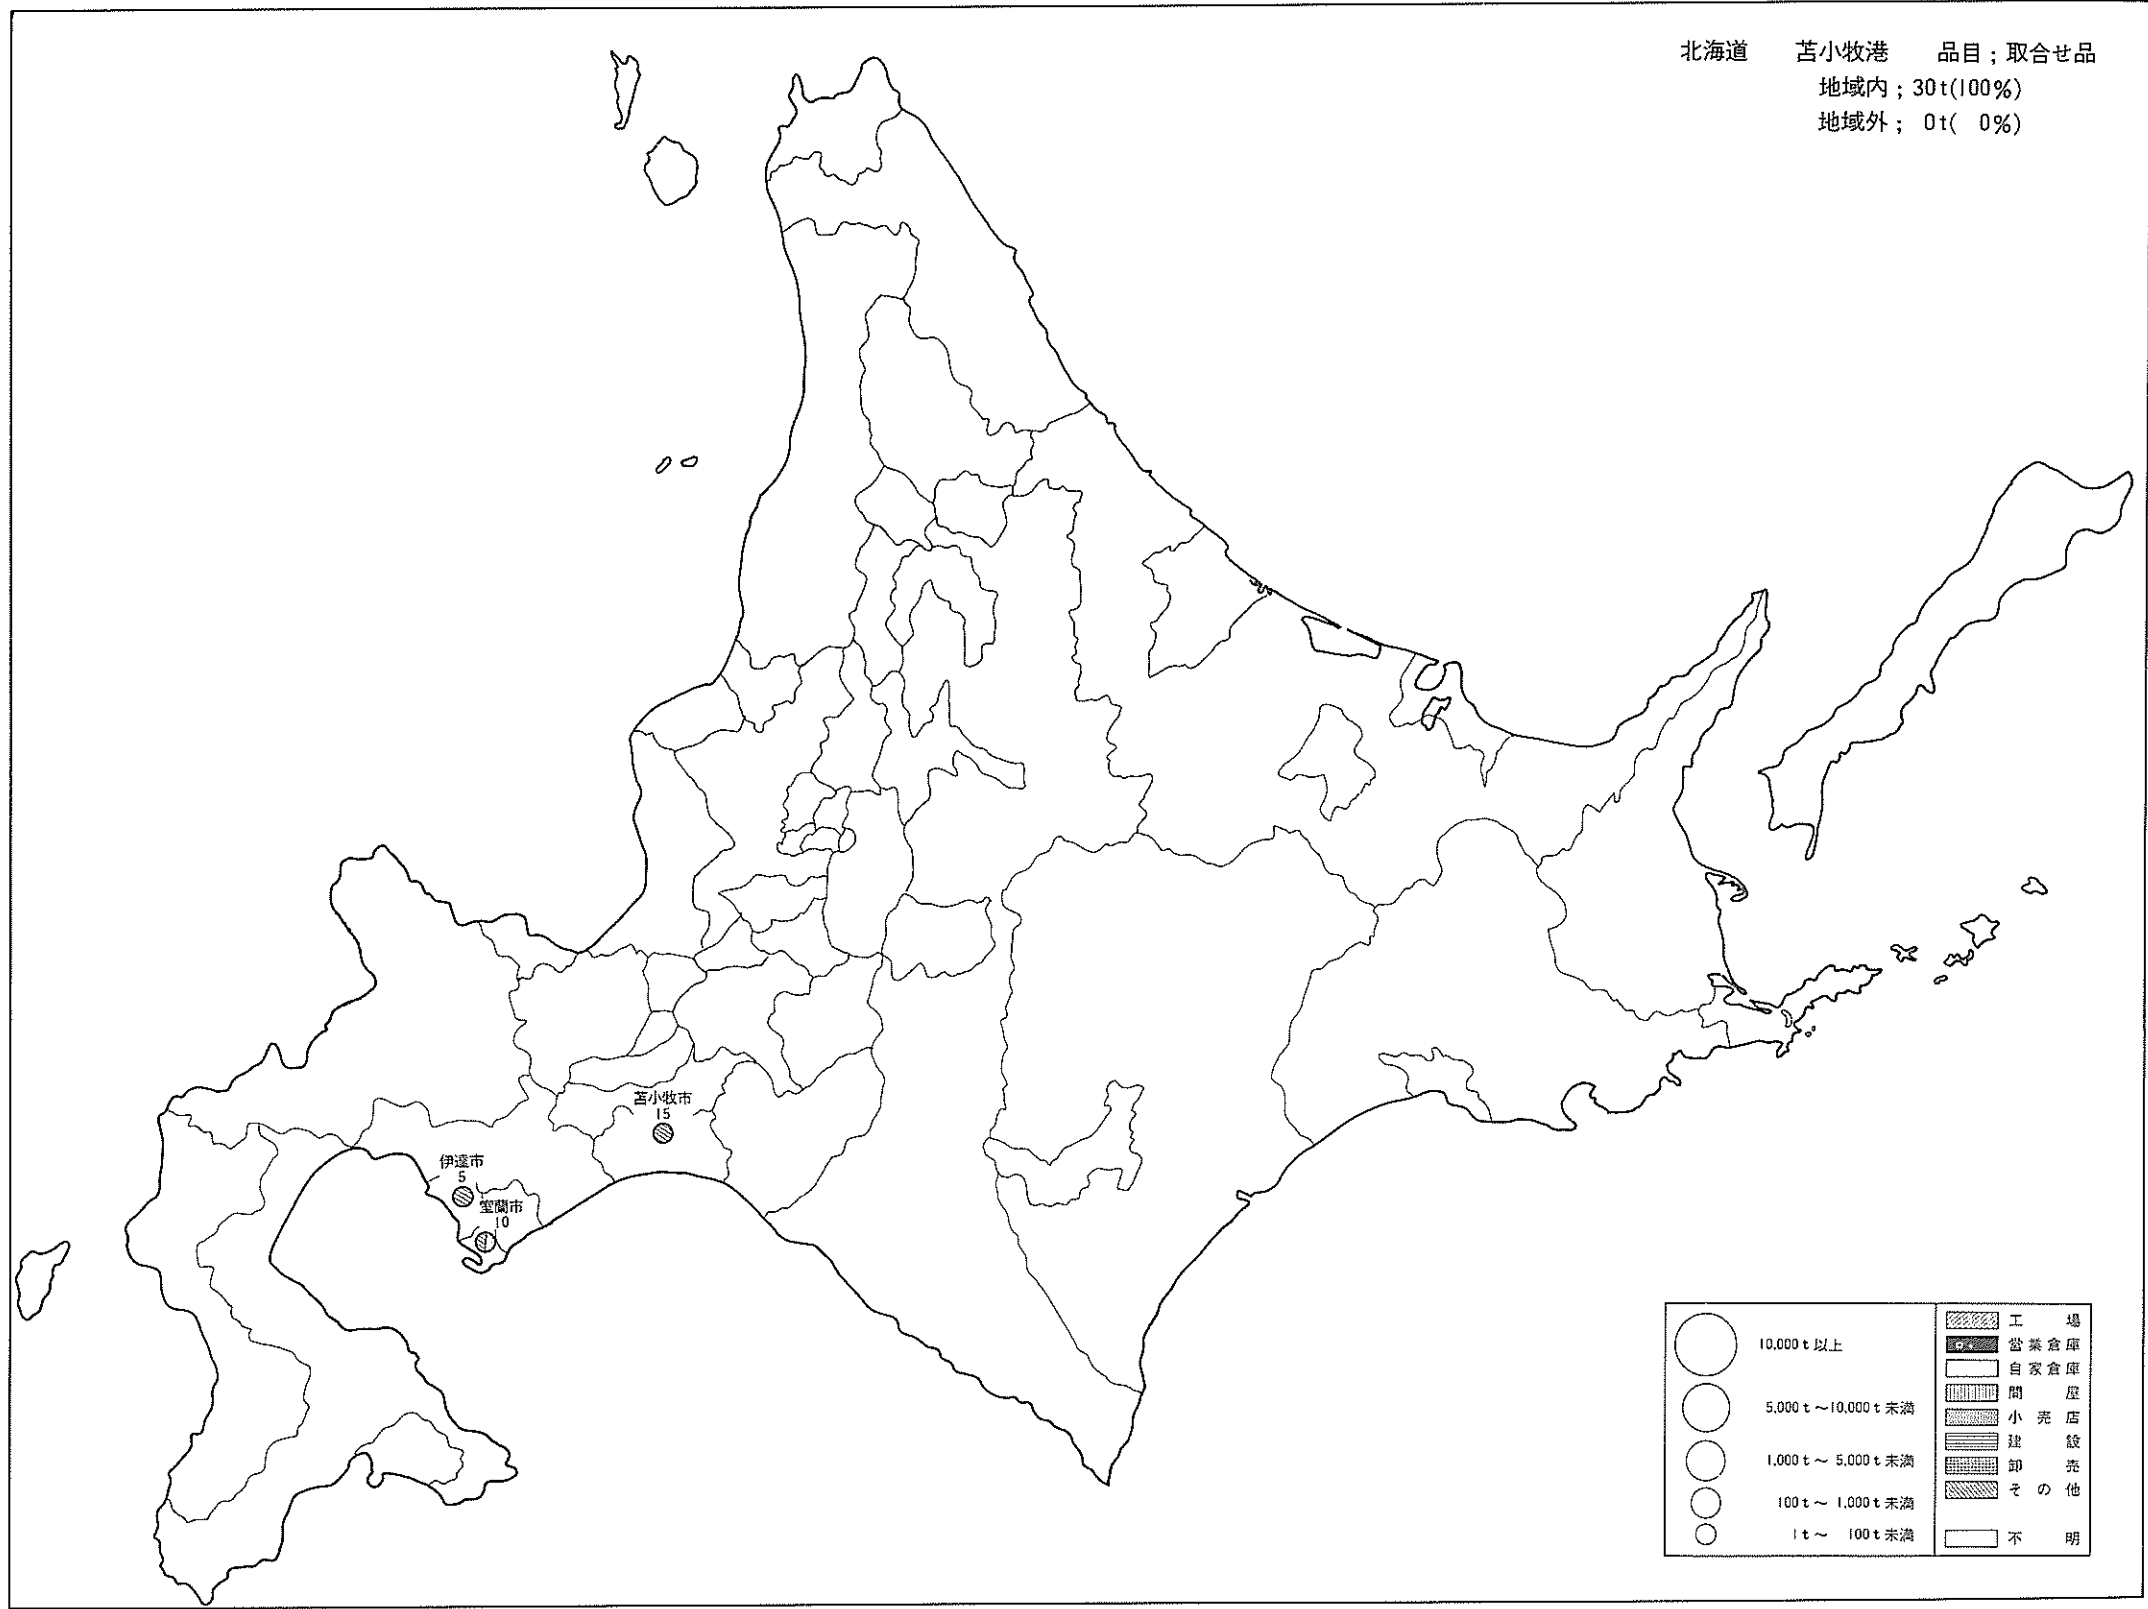 北海道　苫小牧港　品目；取合せ品
地域内；30t(100%)
地域外； 0t( 0%)
苫小牧市
15
伊達市
5
室蘭市
10
10,000t以上
5,000t～10,000t未満
1,000t～ 5,000t未満
100t～ 1,000t未満
1t～ 100t未満
工場
営業倉庫
自家倉庫
問屋
小売店
建設
卸売
その他
不明